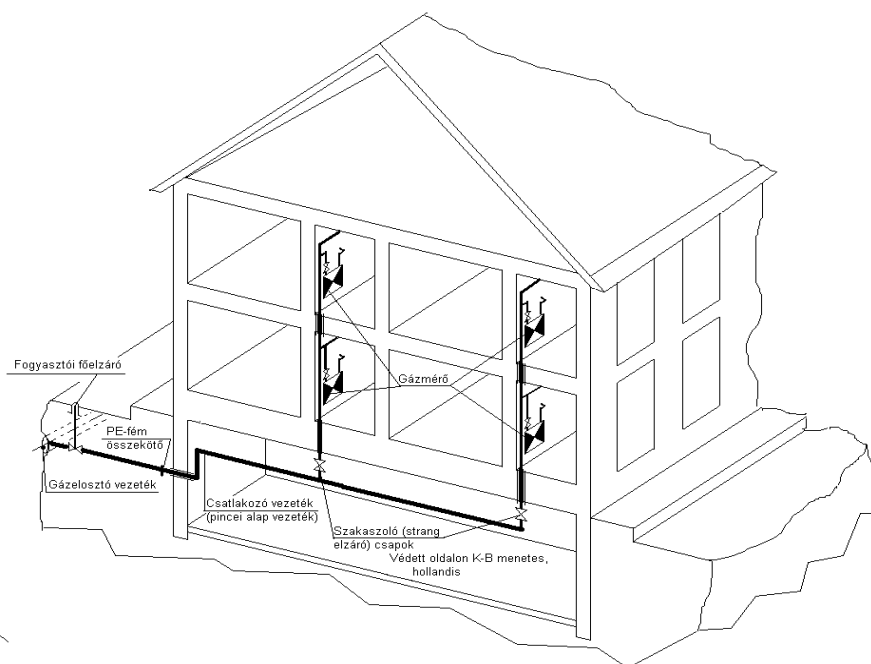 Fogyasztói főelzáró
PE-fém
összekötő
Gázelosztó vezeték
Gázmérő
Csatlakozó vezeték
(pincei alap vezeték)
Szakaszoló (strang
elzáró) csapok
Védett oldalon K-B menetes,
hollandis